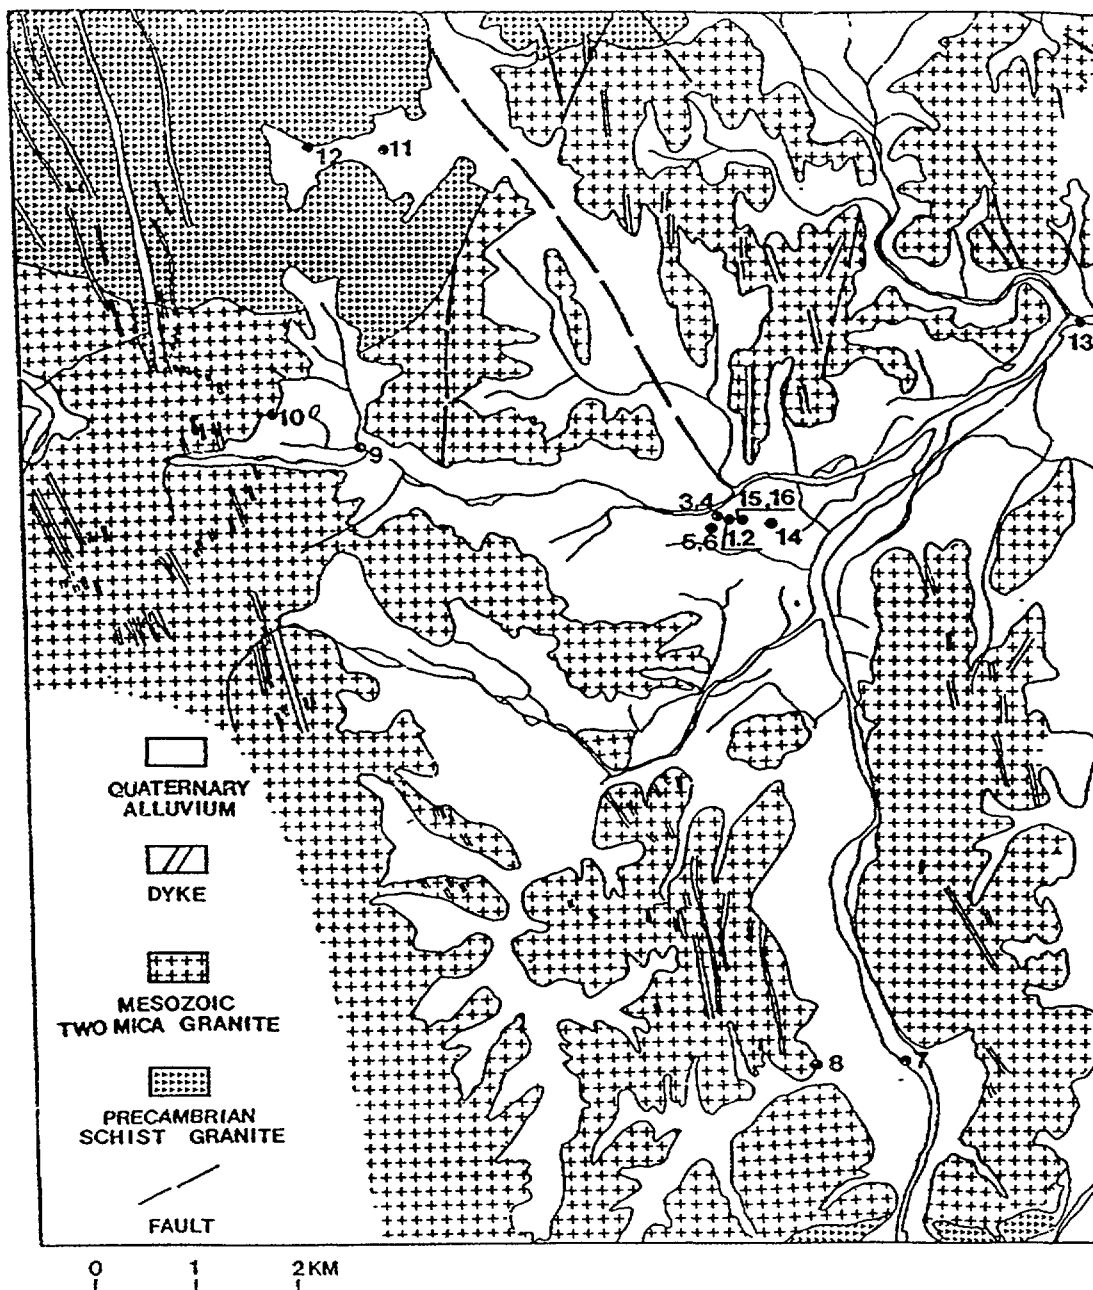 12
11
13
10
9
3,4
15,16
5,6
1.2
14
8
7
QUATERNARY
ALLUVIUM
DYKE
MESOZOIC
TWO MICA GRANITE
PRECAMBRIAN
SCHIST GRANITE
FAULT
0 1 2 KM